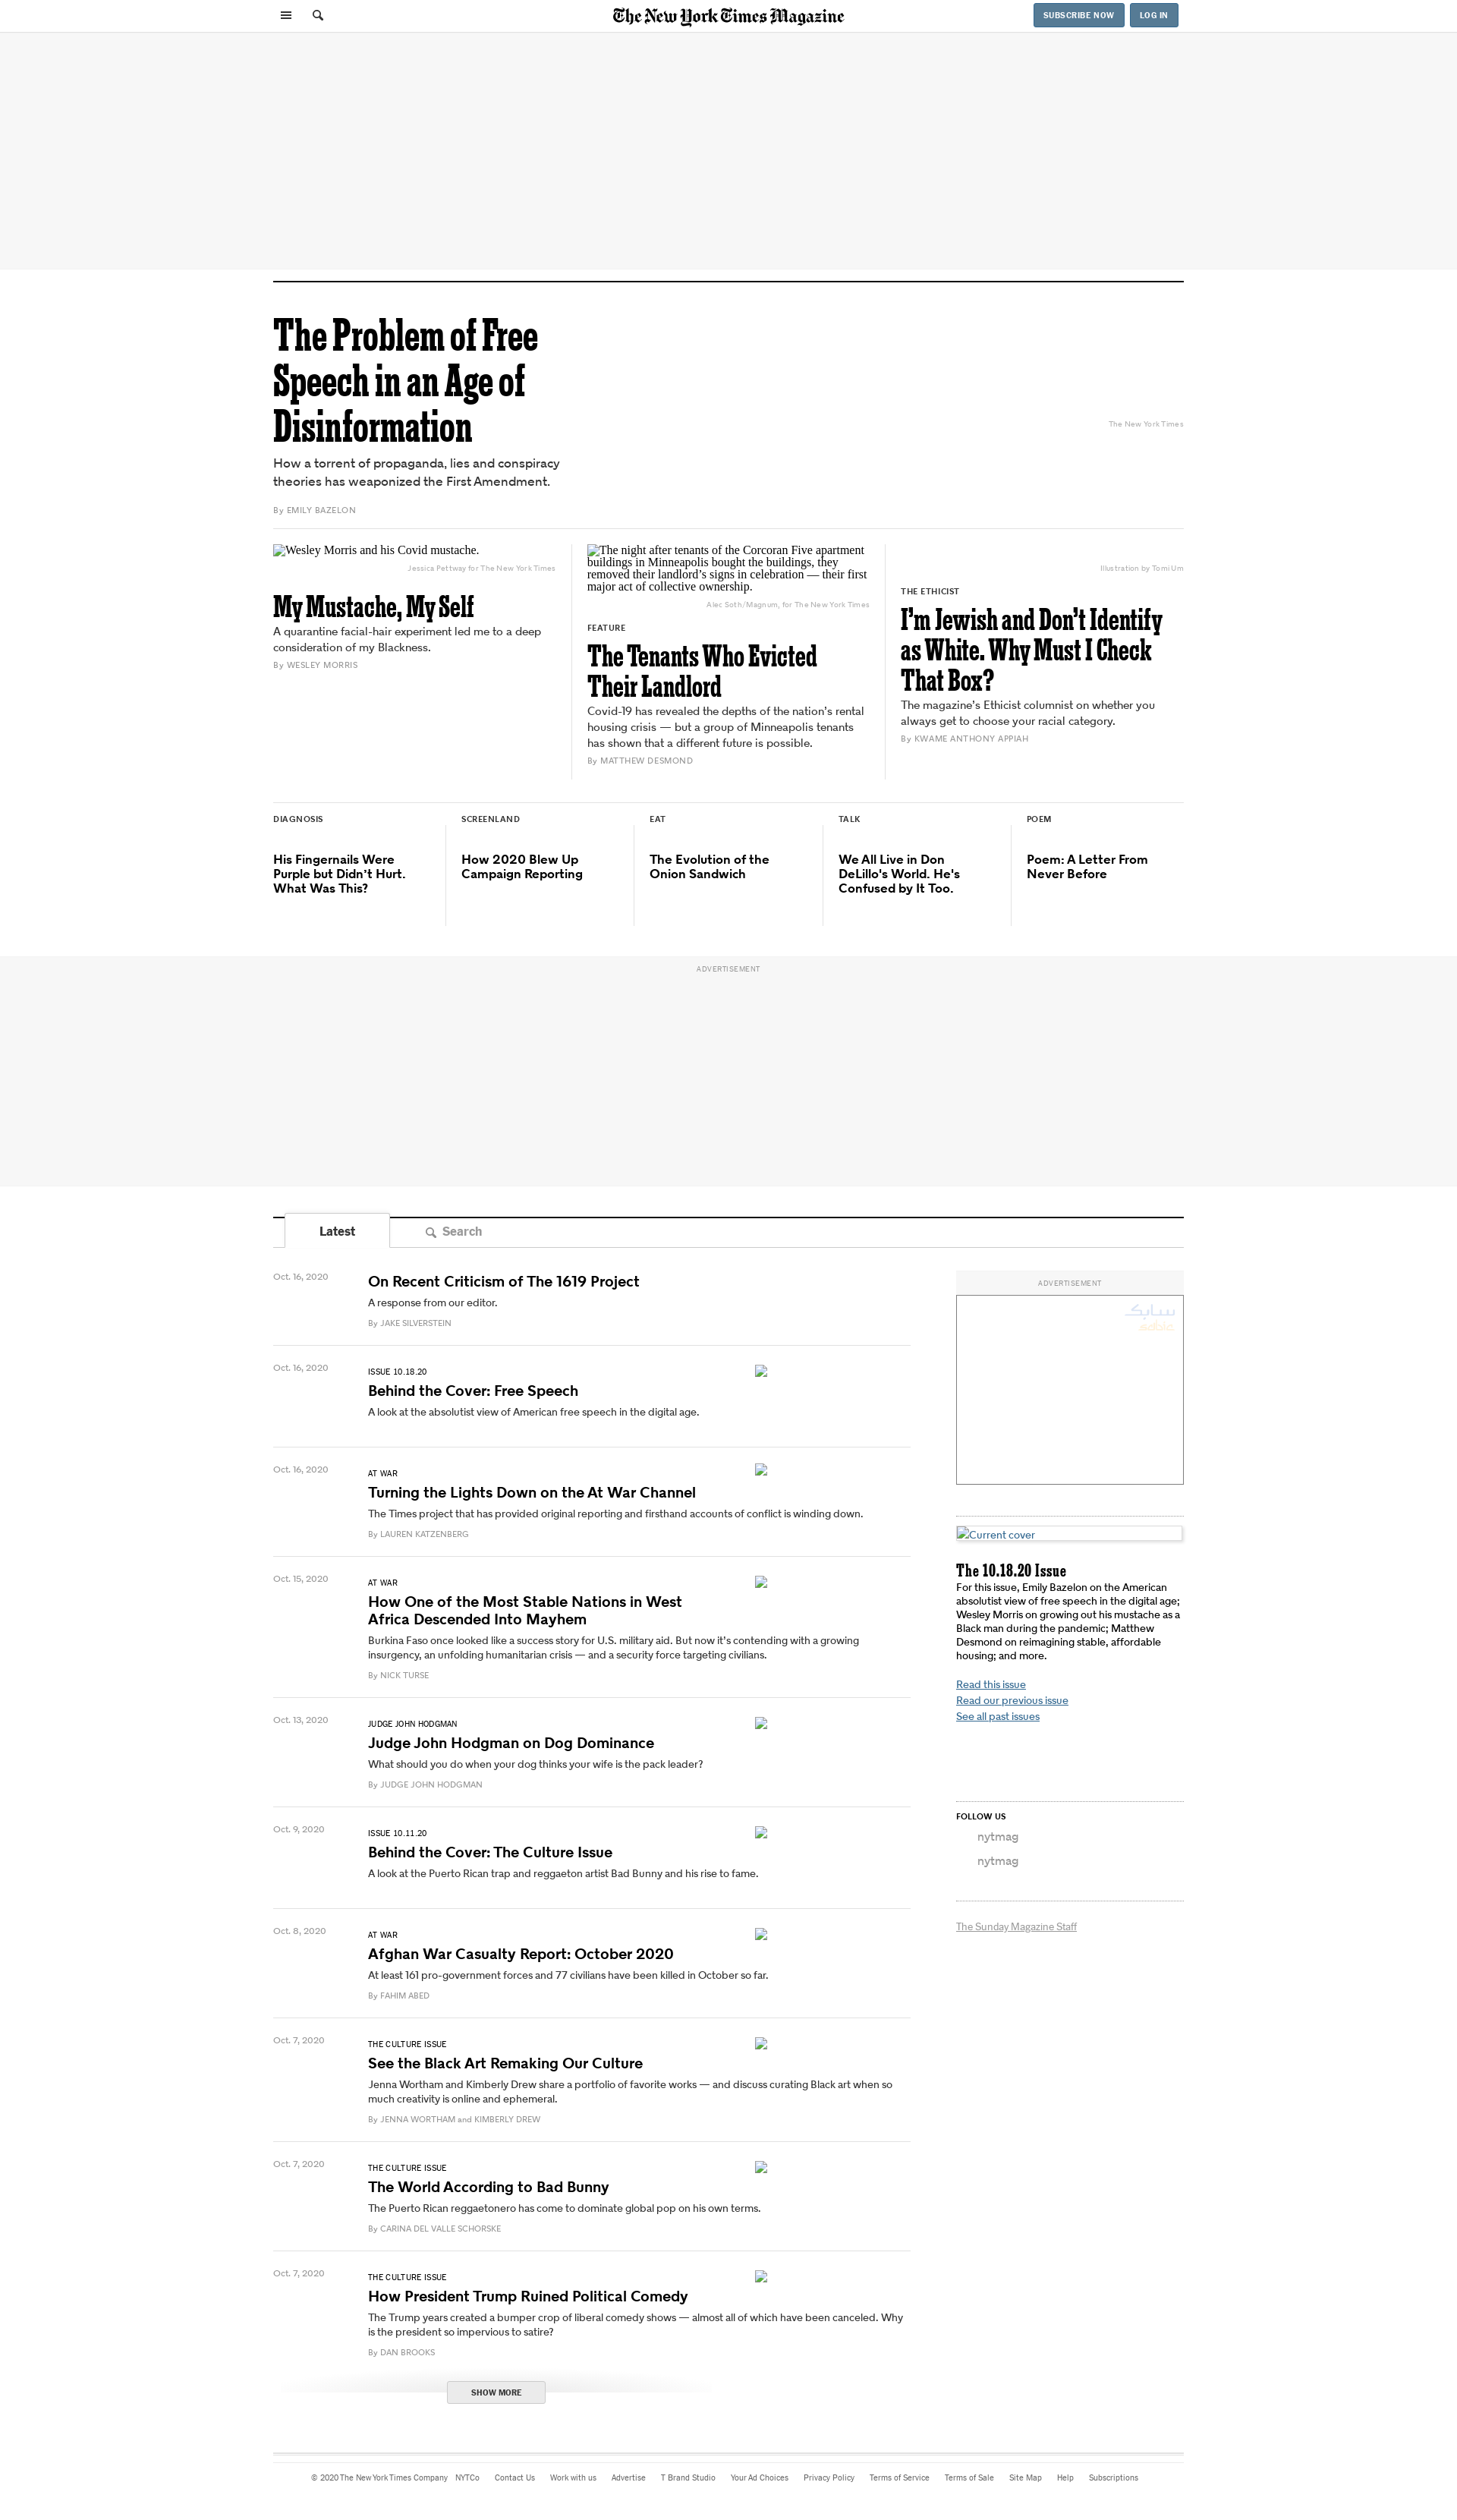 The New York Times Magazine
SUBSCRIBE NOW
LOG IN
The Problem of Free
Speech in an Age of
Disinformation
How a torrent of propaganda, lies and conspiracy
theories has weaponized the First Amendment.
By EMILY BAZELON
The New York Times
Wesley Morris and his Covid mustache.
Jessica Pettway for The New York Times
My Mustache, My Self
A quarantine facial-hair experiment led me to a deep
consideration of my Blackness.
By WESLEY MORRIS
The night after tenants of the Corcoran Five apartment
buildings in Minneapolis bought the buildings, they
removed their landlord’s signs in celebration — their first
major act of collective ownership.
Alec Soth/Magnum, for The New York Times
FEATURE
The Tenants Who Evicted
Their Landlord
Covid-19 has revealed the depths of the nation’s rental
housing crisis — but a group of Minneapolis tenants
has shown that a different future is possible.
By MATTHEW DESMOND
Illustration by Tomi Um
THE ETHICIST
I’m Jewish and Don’t Identify
as White. Why Must I Check
That Box?
The magazine’s Ethicist columnist on whether you
always get to choose your racial category.
By KWAME ANTHONY APPIAH
DIAGNOSIS
His Fingernails Were
Purple but Didn’t Hurt.
What Was This?
SCREENLAND
How 2020 Blew Up
Campaign Reporting
EAT
The Evolution of the
Onion Sandwich
TALK
We All Live in Don
DeLillo's World. He's
Confused by It Too.
POEM
Poem: A Letter From
Never Before
ADVERTISEMENT
Latest
Search
Oct. 16, 2020
On Recent Criticism of The 1619 Project
A response from our editor.
By JAKE SILVERSTEIN
Oct. 16, 2020
ISSUE 10.18.20
Behind the Cover: Free Speech
A look at the absolutist view of American free speech in the digital age.
Oct. 16, 2020
AT WAR
Turning the Lights Down on the At War Channel
The Times project that has provided original reporting and firsthand accounts of conflict is winding down.
By LAUREN KATZENBERG
Oct. 15, 2020
AT WAR
How One of the Most Stable Nations in West
Africa Descended Into Mayhem
Burkina Faso once looked like a success story for U.S. military aid. But now it’s contending with a growing
insurgency, an unfolding humanitarian crisis — and a security force targeting civilians.
By NICK TURSE
Oct. 13, 2020
JUDGE JOHN HODGMAN
Judge John Hodgman on Dog Dominance
What should you do when your dog thinks your wife is the pack leader?
By JUDGE JOHN HODGMAN
Oct. 9, 2020
ISSUE 10.11.20
Behind the Cover: The Culture Issue
A look at the Puerto Rican trap and reggaeton artist Bad Bunny and his rise to fame.
Oct. 8, 2020
AT WAR
Afghan War Casualty Report: October 2020
At least 161 pro-government forces and 77 civilians have been killed in October so far.
By FAHIM ABED
Oct. 7, 2020
THE CULTURE ISSUE
See the Black Art Remaking Our Culture
Jenna Wortham and Kimberly Drew share a portfolio of favorite works — and discuss curating Black art when so
much creativity is online and ephemeral.
By JENNA WORTHAM and KIMBERLY DREW
Oct. 7, 2020
THE CULTURE ISSUE
The World According to Bad Bunny
The Puerto Rican reggaetonero has come to dominate global pop on his own terms.
By CARINA DEL VALLE SCHORSKE
Oct. 7, 2020
THE CULTURE ISSUE
How President Trump Ruined Political Comedy
The Trump years created a bumper crop of liberal comedy shows — almost all of which have been canceled. Why
is the president so impervious to satire?
By DAN BROOKS
SHOW MORE
ADVERTISEMENT
سابك
Current cover
The 10.18.20 Issue
For this issue, Emily Bazelon on the American
absolutist view of free speech in the digital age;
Wesley Morris on growing out his mustache as a
Black man during the pandemic; Matthew
Desmond on reimagining stable, affordable
housing; and more.
Read this issue
Read our previous issue
See all past issues
FOLLOW US
nytmag
nytmag
The Sunday Magazine Staff
© 2020 The New York Times Company NYTCo Contact Us Work with us Advertise T Brand Studio Your Ad Choices Privacy Policy Terms of Service Terms of Sale Site Map Help Subscriptions